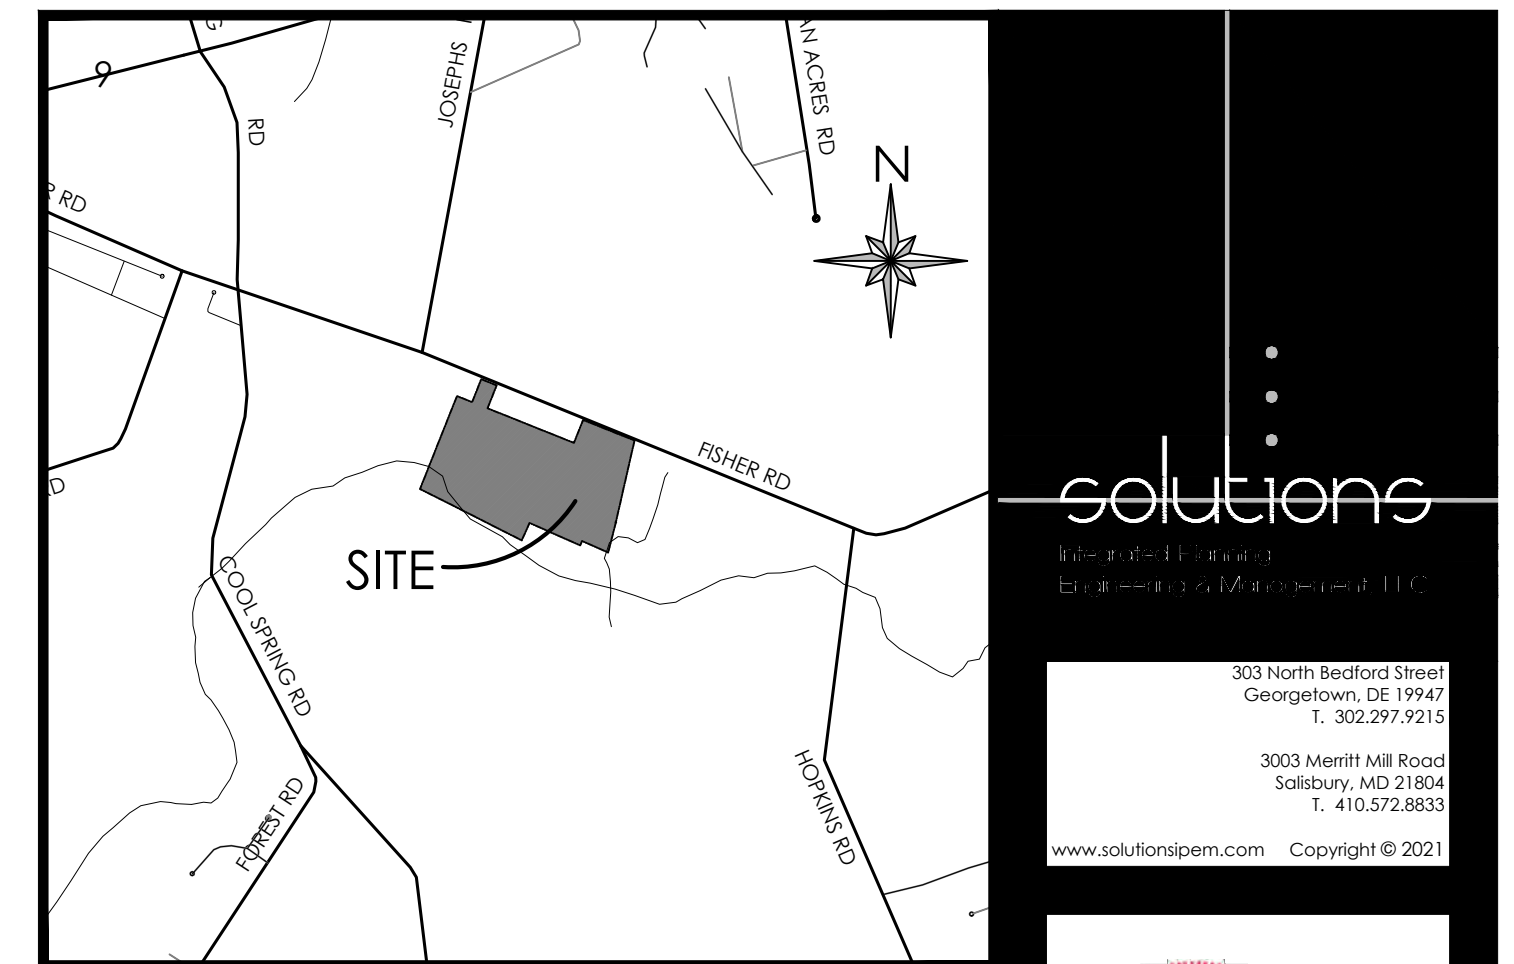 9
RD
JOSEPHS
AN ACRES RD
N
R RD
FISHER RD
SITE
COOL SPRING RD
FOREST RD
HOPKINS RD
solutions
Integrated Planning
Engineering & Management, LLC
303 North Bedford Street
Georgetown, DE 19947
T. 302.297.9215
3003 Merritt Mill Road
Salisbury, MD 21804
T. 410.572.8833
www.solutionsipem.com Copyright © 2021